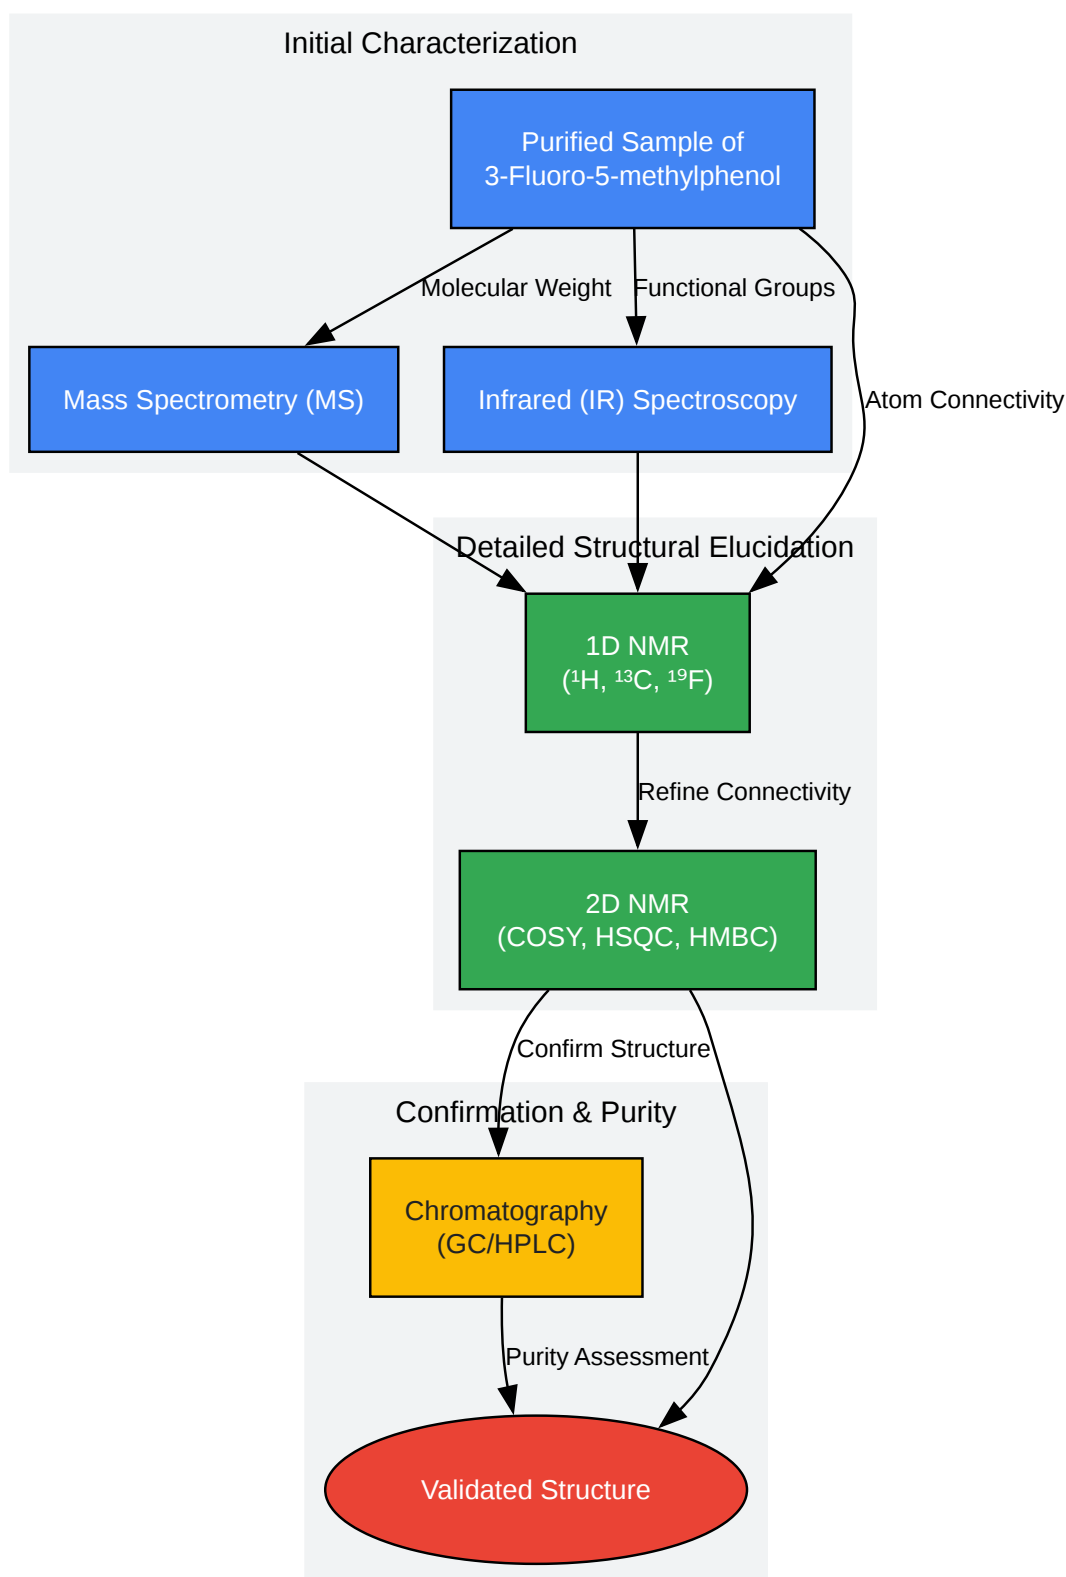 Initial Characterization
Purified Sample of
3-Fluoro-5-methylphenol
Molecular Weight
Functional Groups
Mass Spectrometry (MS)
Infrared (IR) Spectroscopy
Atom Connectivity
Detailed Structural Elucidation
1D NMR
(¹H, ¹³C, ¹⁹F)
Refine Connectivity
2D NMR
(COSY, HSQC, HMBC)
Confirm Structure
Confirmation & Purity
Chromatography
(GC/HPLC)
Purity Assessment
Validated Structure